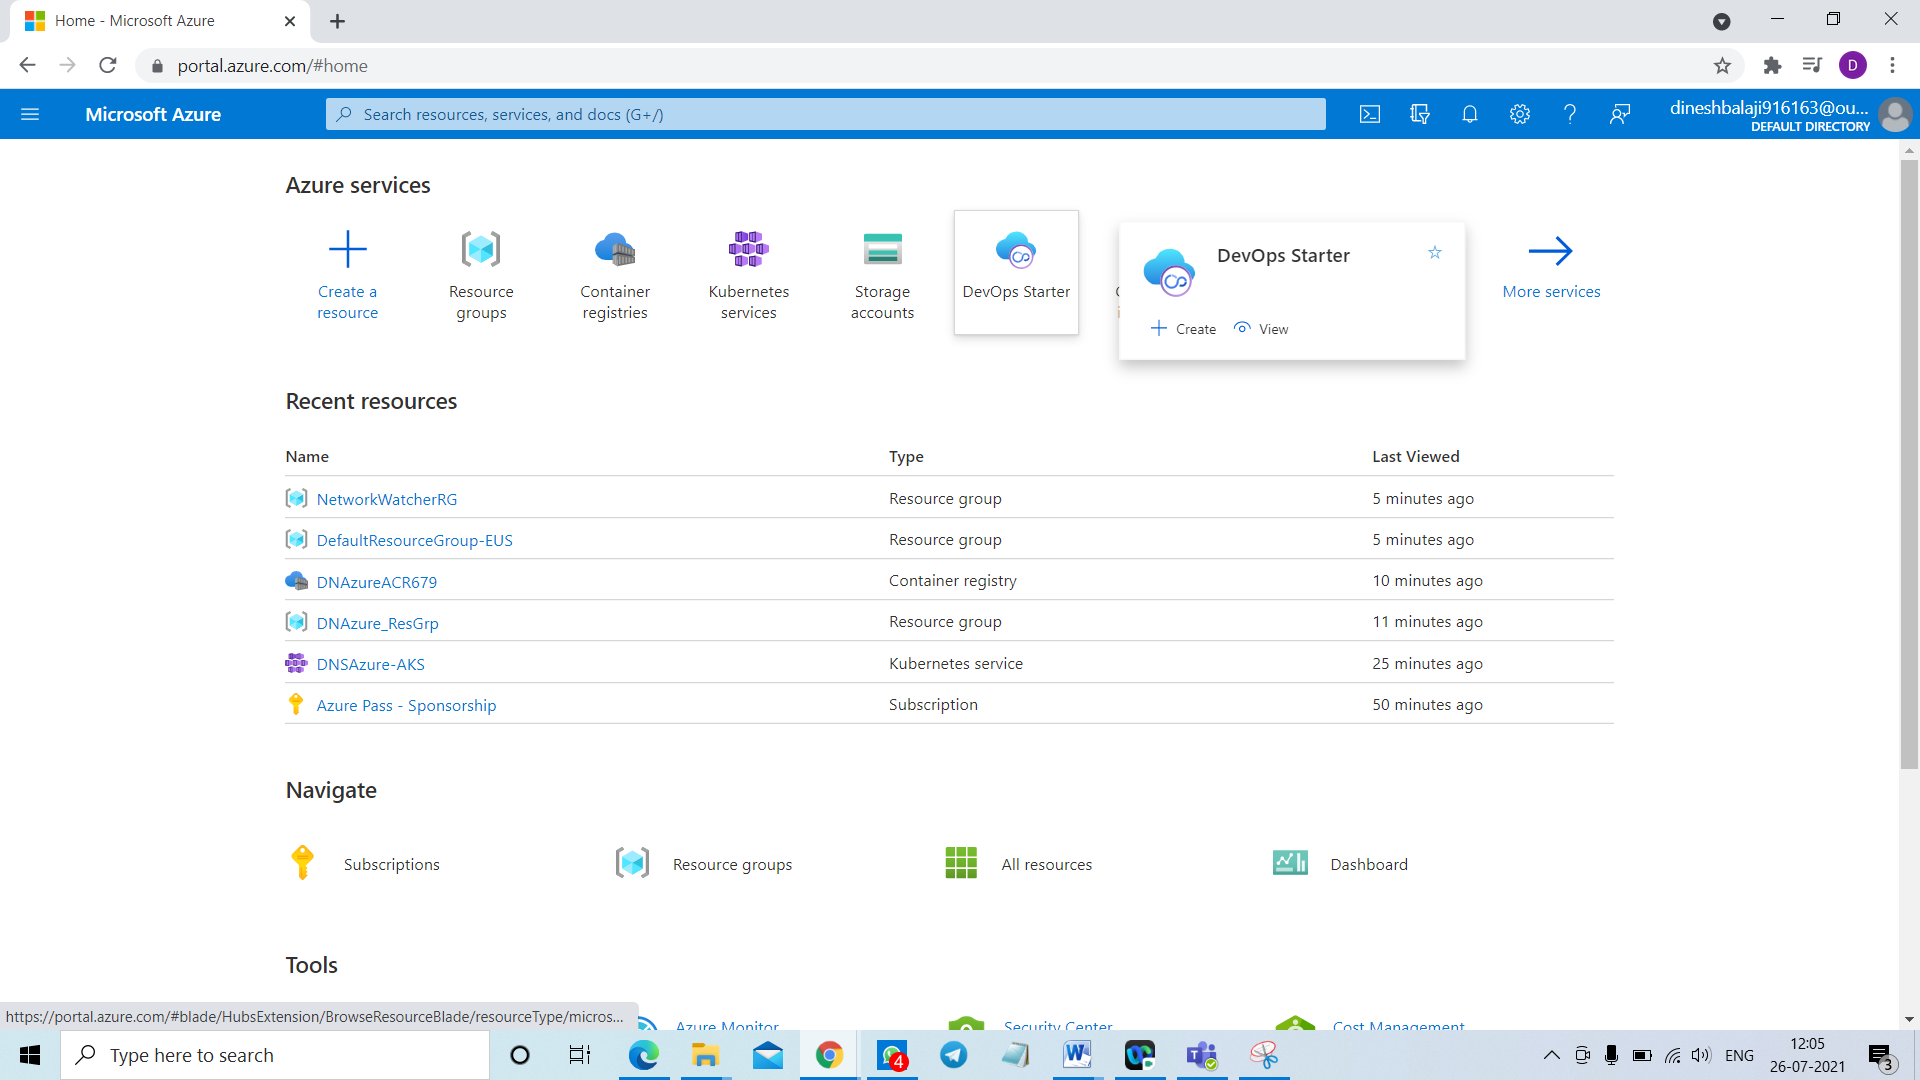 Home - Microsoft Azure
portal.azure.com/#home
D
Microsoft Azure
Search resources, services, and docs (G+/)
dineshbalaji916163@ou...
DEFAULT DIRECTORY
Azure services
Create a resource
Resource groups
Container registries
Kubernetes services
Storage accounts
DevOps Starter
DevOps Starter
Create
View
More services
Recent resources
Name Type Last Viewed
NetworkWatcherRG Resource group 5 minutes ago
DefaultResourceGroup-EUS Resource group 5 minutes ago
DNAzureACR679 Container registry 10 minutes ago
DNAzure_ResGrp Resource group 11 minutes ago
DNSAzure-AKS Kubernetes service 25 minutes ago
Azure Pass - Sponsorship Subscription 50 minutes ago
Navigate
Subscriptions
Resource groups
All resources
Dashboard
Tools
https://portal.azure.com/#blade/HubsExtension/BrowseResourceBlade/resourceType/micros...
Azure Monitor
Security Center
Cost Management
Type here to search
4
ENG
12:05
26-07-2021
3